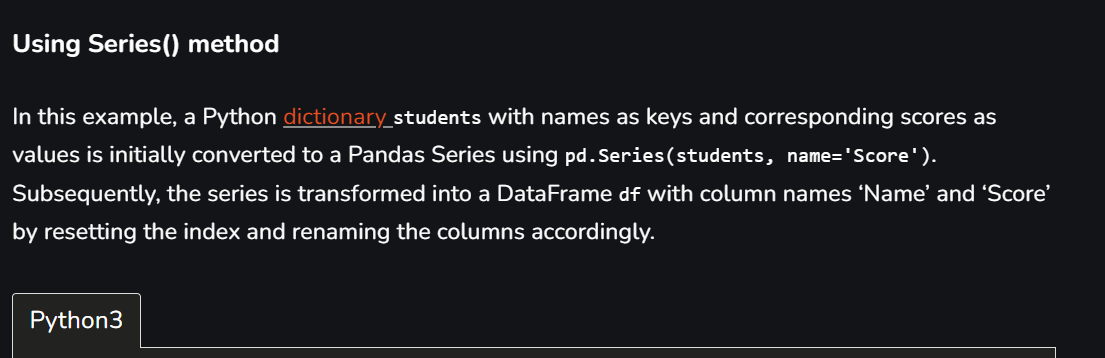 Using Series() method
In this example, a Python dictionary students with names as keys and corresponding scores as
values is initially converted to a Pandas Series using pd.Series(students, name='Score').
Subsequently, the series is transformed into a DataFrame df with column names ‘Name’ and ‘Score’
by resetting the index and renaming the columns accordingly.
Python3